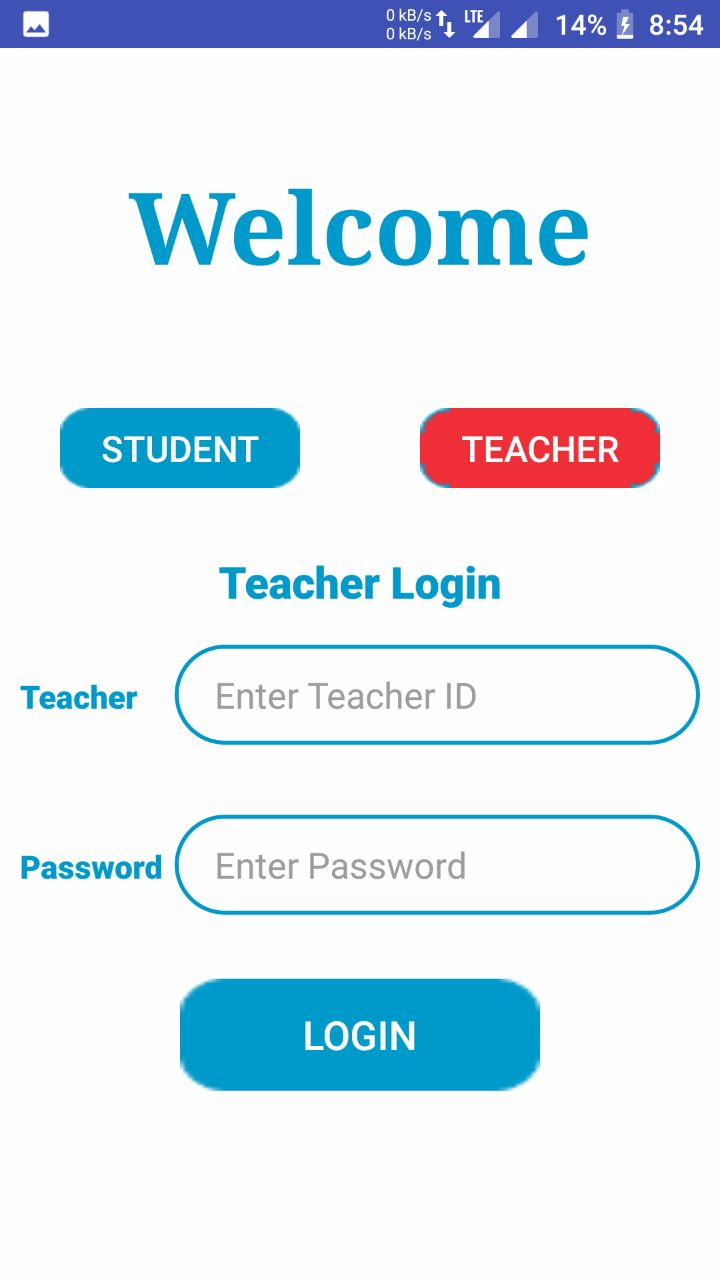 0 kB/s
0 kB/s
LTE 14% 8:54
Welcome
STUDENT TEACHER
Teacher Login
Teacher Enter Teacher ID
Password Enter Password
LOGIN